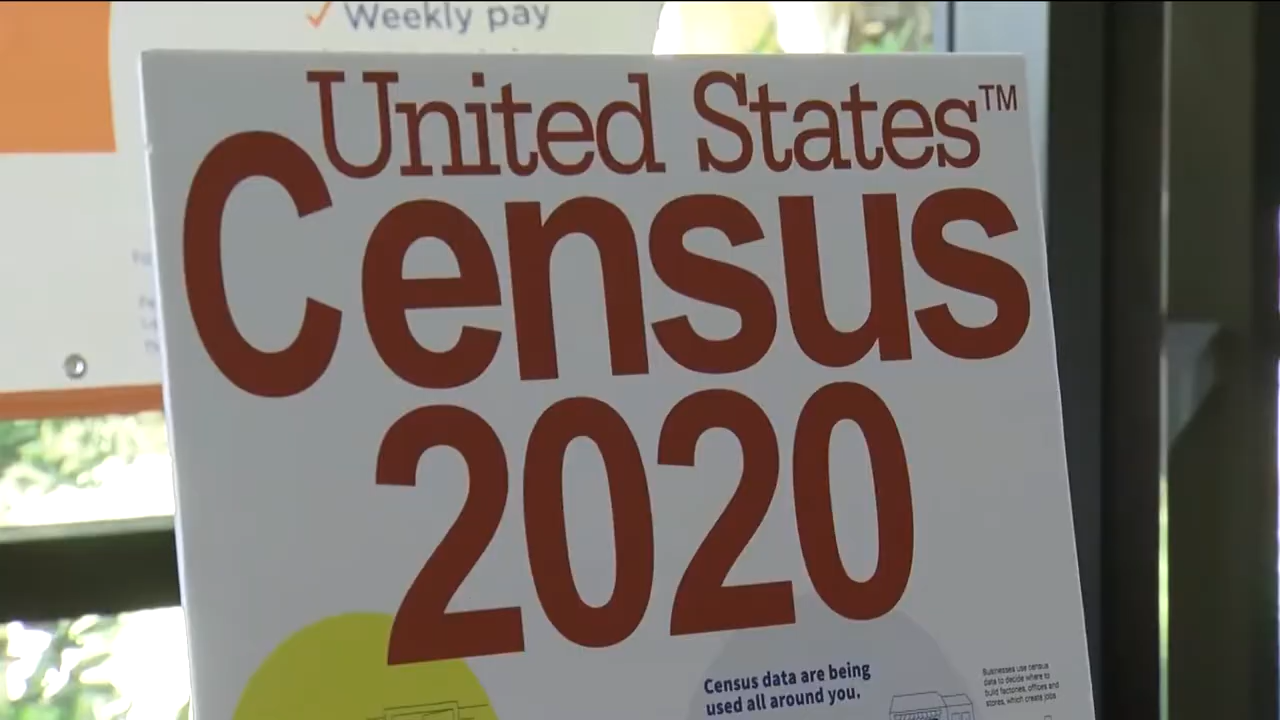 ✓ Weekly pay
United States™
Census
2020
Census data are being
used all around you.
Businesses use census
data to decide where to
build factories, offices and
stores, which create jobs